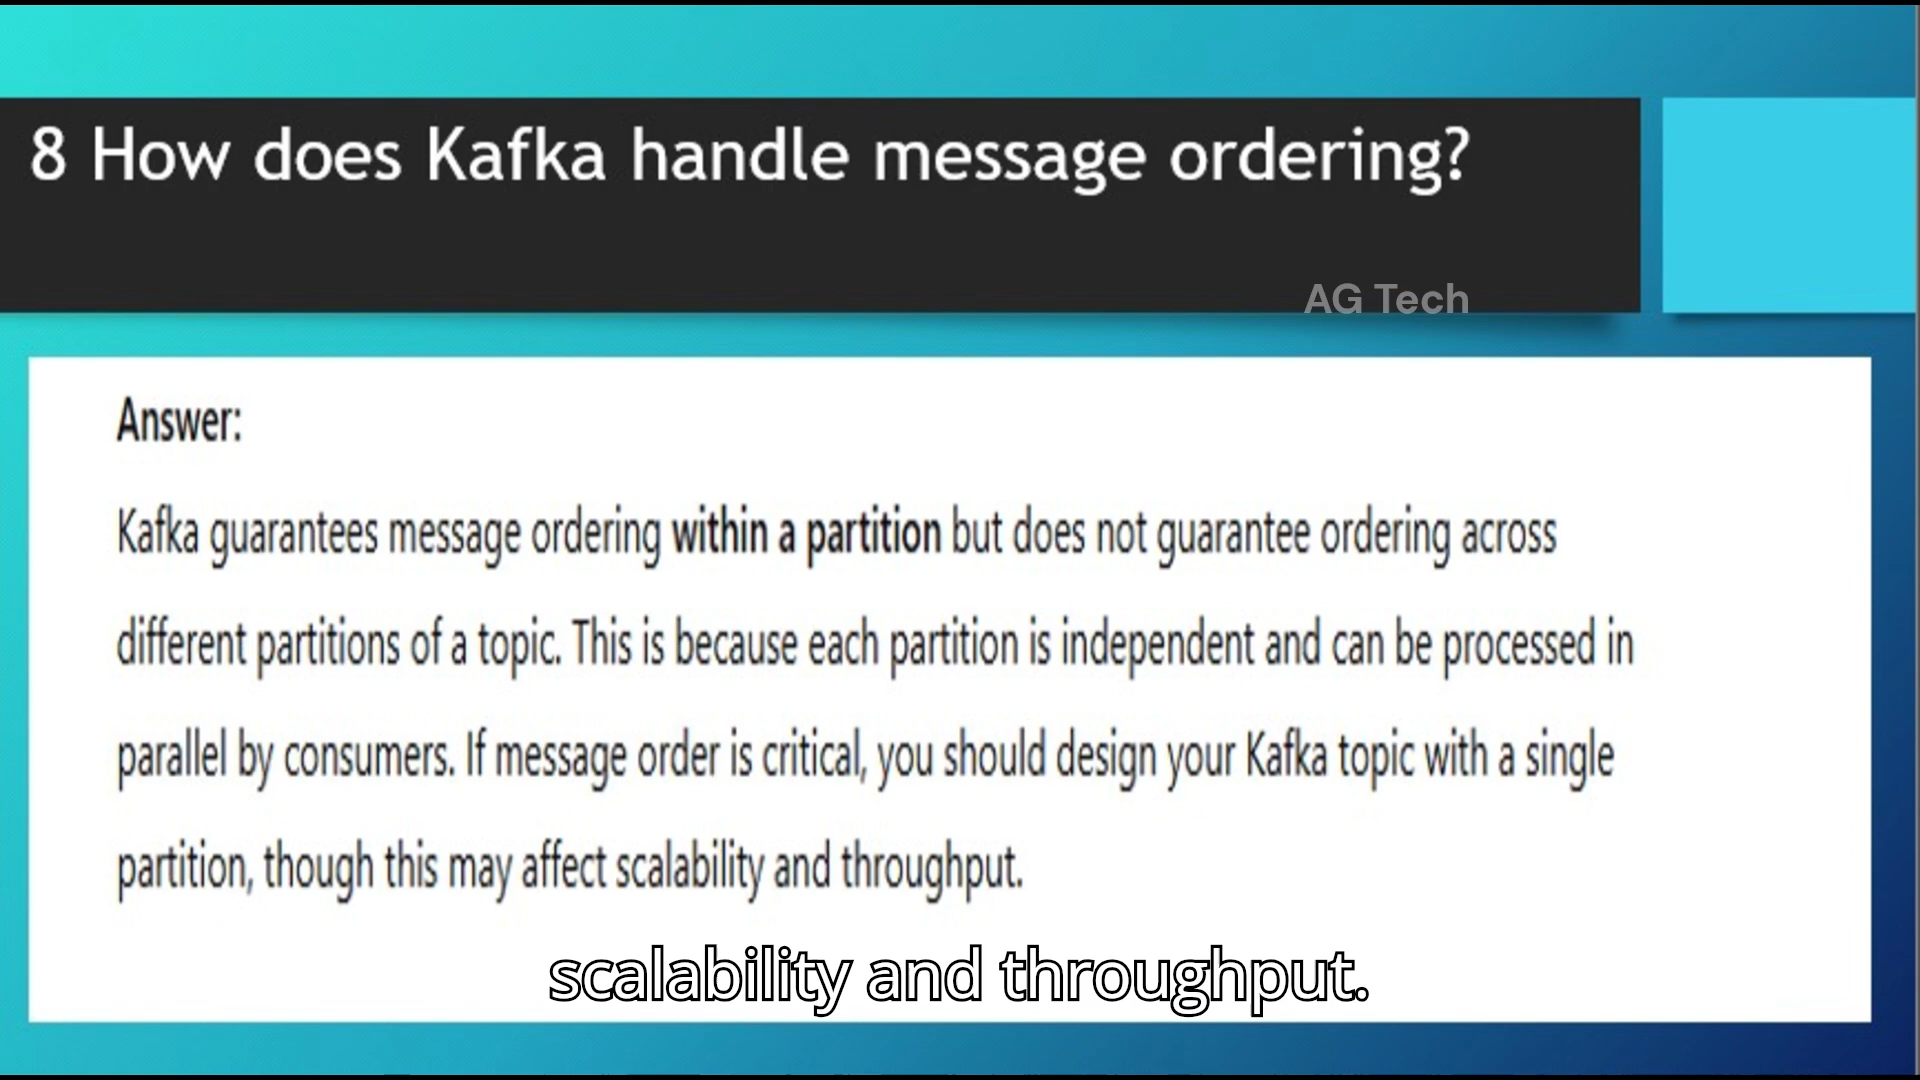 8 How does Kafka handle message ordering?
AG Tech
Answer:
Kafka guarantees message ordering within a partition but does not guarantee ordering across
different partitions of a topic. This is because each partition is independent and can be processed in
parallel by consumers. If message order is critical, you should design your Kafka topic with a single
partition, though this may affect scalability and throughput.
scalability and throughput.